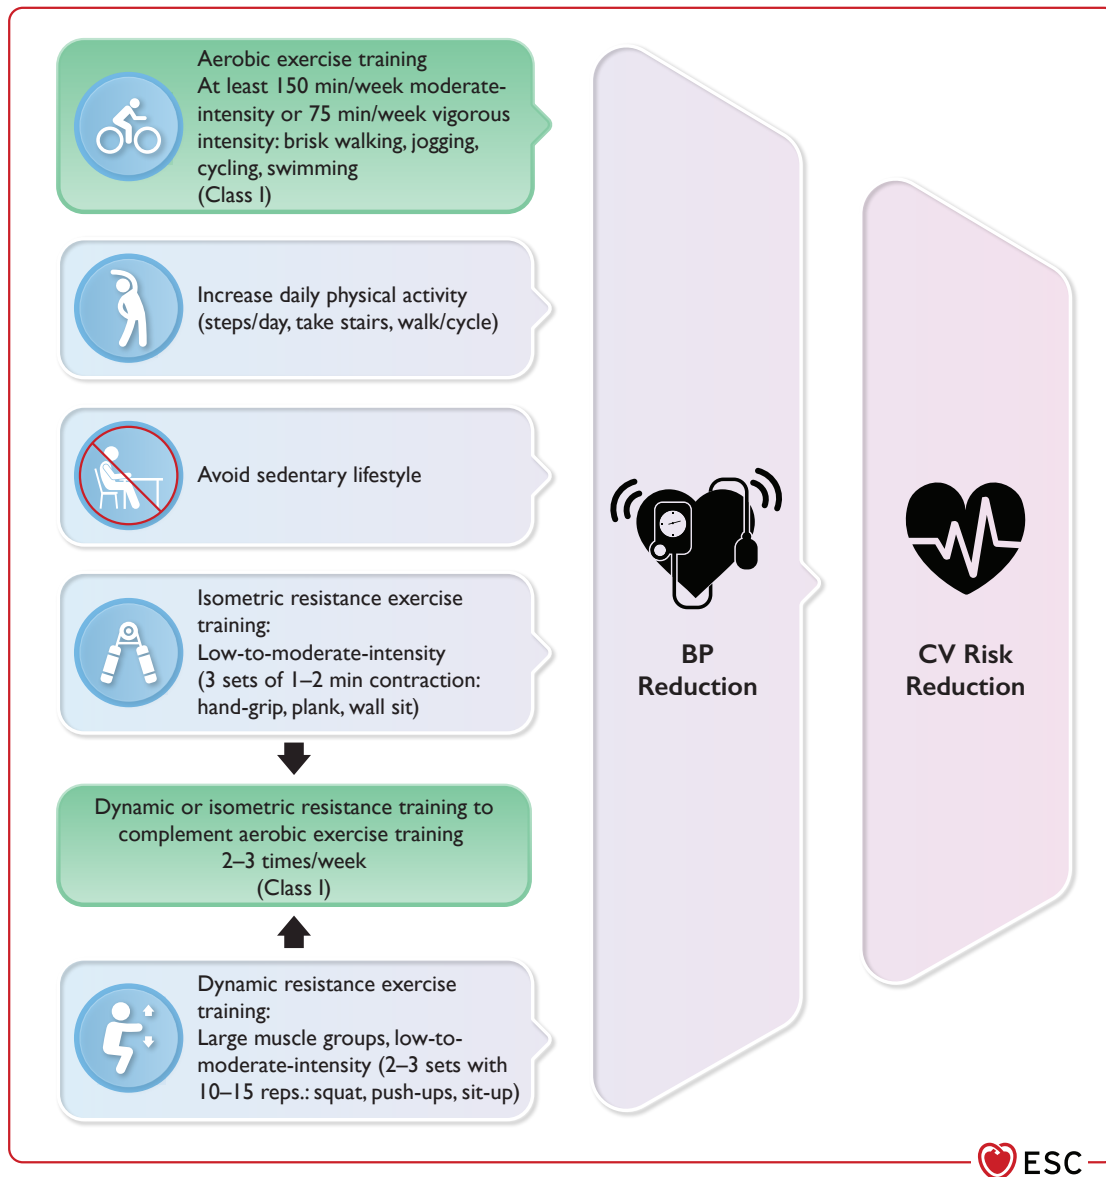 Aerobic exercise training
At least 150 min/week moderate-
intensity or 75 min/week vigorous
intensity: brisk walking, jogging,
cycling, swimming
(Class I)
Increase daily physical activity
(steps/day, take stairs, walk/cycle)
Avoid sedentary lifestyle
Isometric resistance exercise
training:
Low-to-moderate-intensity
(3 sets of 1–2 min contraction:
hand-grip, plank, wall sit)
Dynamic or isometric resistance training to
complement aerobic exercise training
2–3 times/week
(Class I)
Dynamic resistance exercise
training:
Large muscle groups, low-to-
moderate-intensity (2–3 sets with
10–15 reps.: squat, push-ups, sit-up)
BP
Reduction
CV Risk
Reduction
ESC